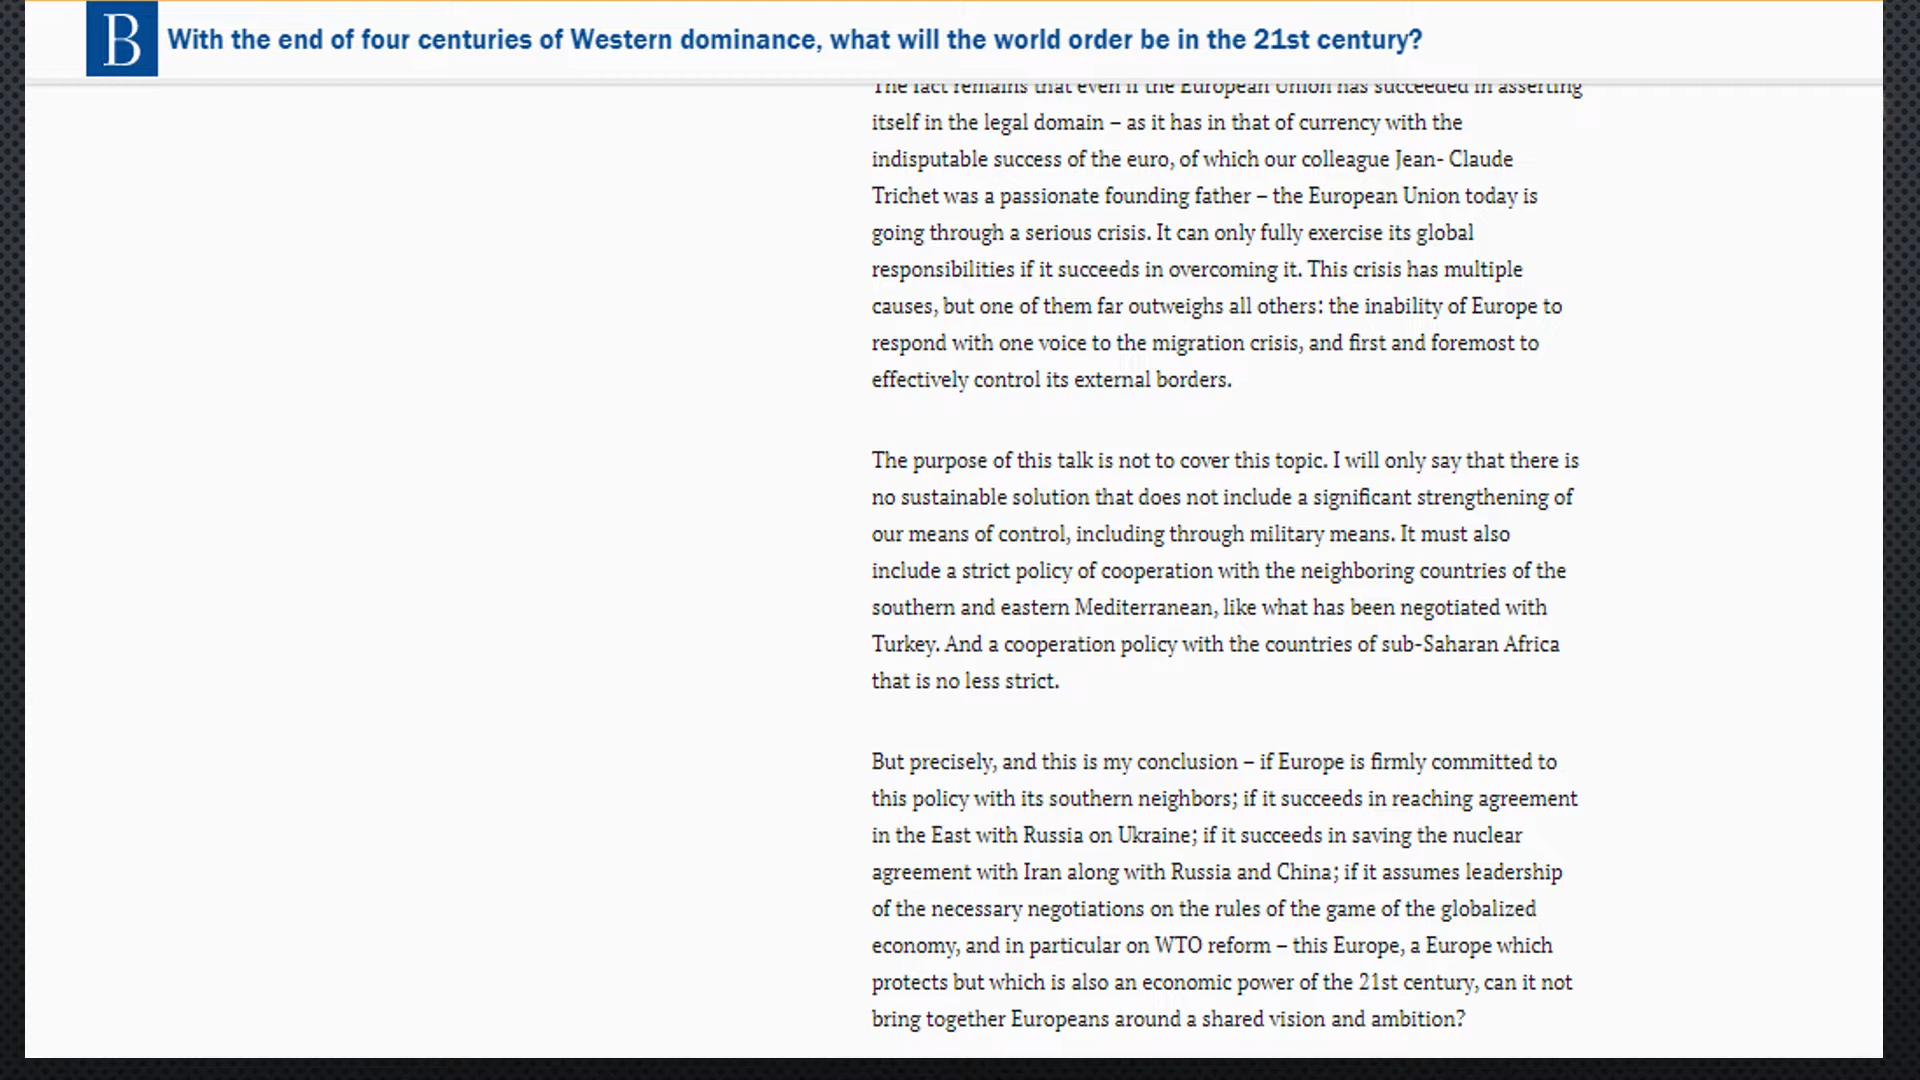 B
With the end of four centuries of Western dominance, what will the world order be in the 21st century?
The fact remains that even if the European Union has succeeded in asserting
itself in the legal domain – as it has in that of currency with the
indisputable success of the euro, of which our colleague Jean- Claude
Trichet was a passionate founding father – the European Union today is
going through a serious crisis. It can only fully exercise its global
responsibilities if it succeeds in overcoming it. This crisis has multiple
causes, but one of them far outweighs all others: the inability of Europe to
respond with one voice to the migration crisis, and first and foremost to
effectively control its external borders.
The purpose of this talk is not to cover this topic. I will only say that there is
no sustainable solution that does not include a significant strengthening of
our means of control, including through military means. It must also
include a strict policy of cooperation with the neighboring countries of the
southern and eastern Mediterranean, like what has been negotiated with
Turkey. And a cooperation policy with the countries of sub-Saharan Africa
that is no less strict.
But precisely, and this is my conclusion – if Europe is firmly committed to
this policy with its southern neighbors; if it succeeds in reaching agreement
in the East with Russia on Ukraine; if it succeeds in saving the nuclear
agreement with Iran along with Russia and China; if it assumes leadership
of the necessary negotiations on the rules of the game of the globalized
economy, and in particular on WTO reform – this Europe, a Europe which
protects but which is also an economic power of the 21st century, can it not
bring together Europeans around a shared vision and ambition?